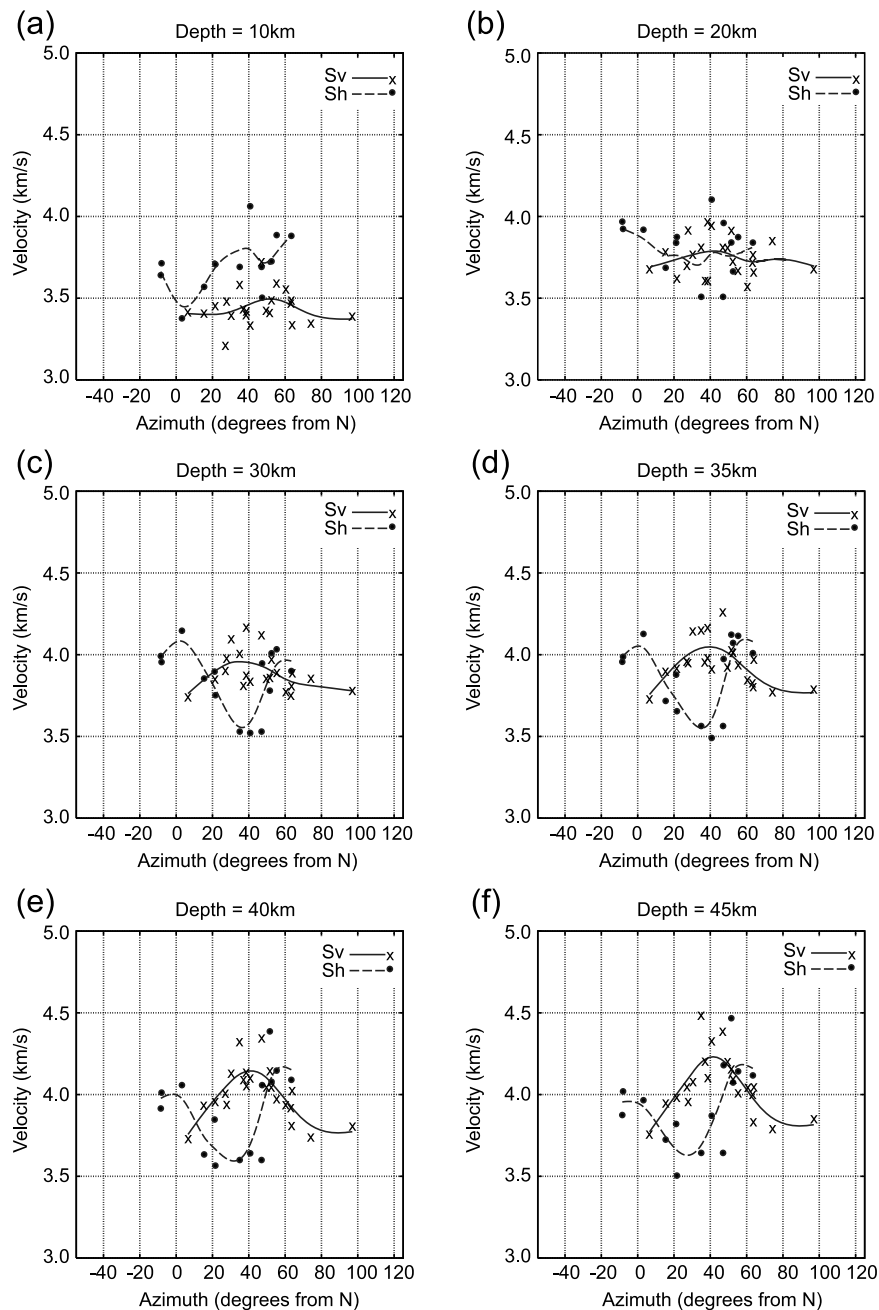 (a)
Depth = 10km
5.0
4.5
4.0
3.5
3.0
Velocity (km/s)
Sv
Sh
-40 -20 0 20 40 60 80 100 120
Azimuth (degrees from N)
(b)
Depth = 20km
5.0
4.5
4.0
3.5
3.0
Velocity (km/s)
Sv
Sh
-40 -20 0 20 40 60 80 100 120
Azimuth (degrees from N)
(c)
Depth = 30km
5.0
4.5
4.0
3.5
3.0
Velocity (km/s)
Sv
Sh
-40 -20 0 20 40 60 80 100 120
Azimuth (degrees from N)
(d)
Depth = 35km
5.0
4.5
4.0
3.5
3.0
Velocity (km/s)
Sv
Sh
-40 -20 0 20 40 60 80 100 120
Azimuth (degrees from N)
(e)
Depth = 40km
5.0
4.5
4.0
3.5
3.0
Velocity (km/s)
Sv
Sh
-40 -20 0 20 40 60 80 100 120
Azimuth (degrees from N)
(f)
Depth = 45km
5.0
4.5
4.0
3.5
3.0
Velocity (km/s)
Sv
Sh
-40 -20 0 20 40 60 80 100 120
Azimuth (degrees from N)